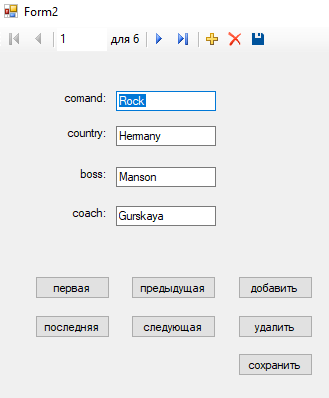 Form2
1 для 6
comand: Rock
country: Hermany
boss: Manson
coach: Gurskaya
первая предыдущая добавить
последняя следующая удалить
сохранить